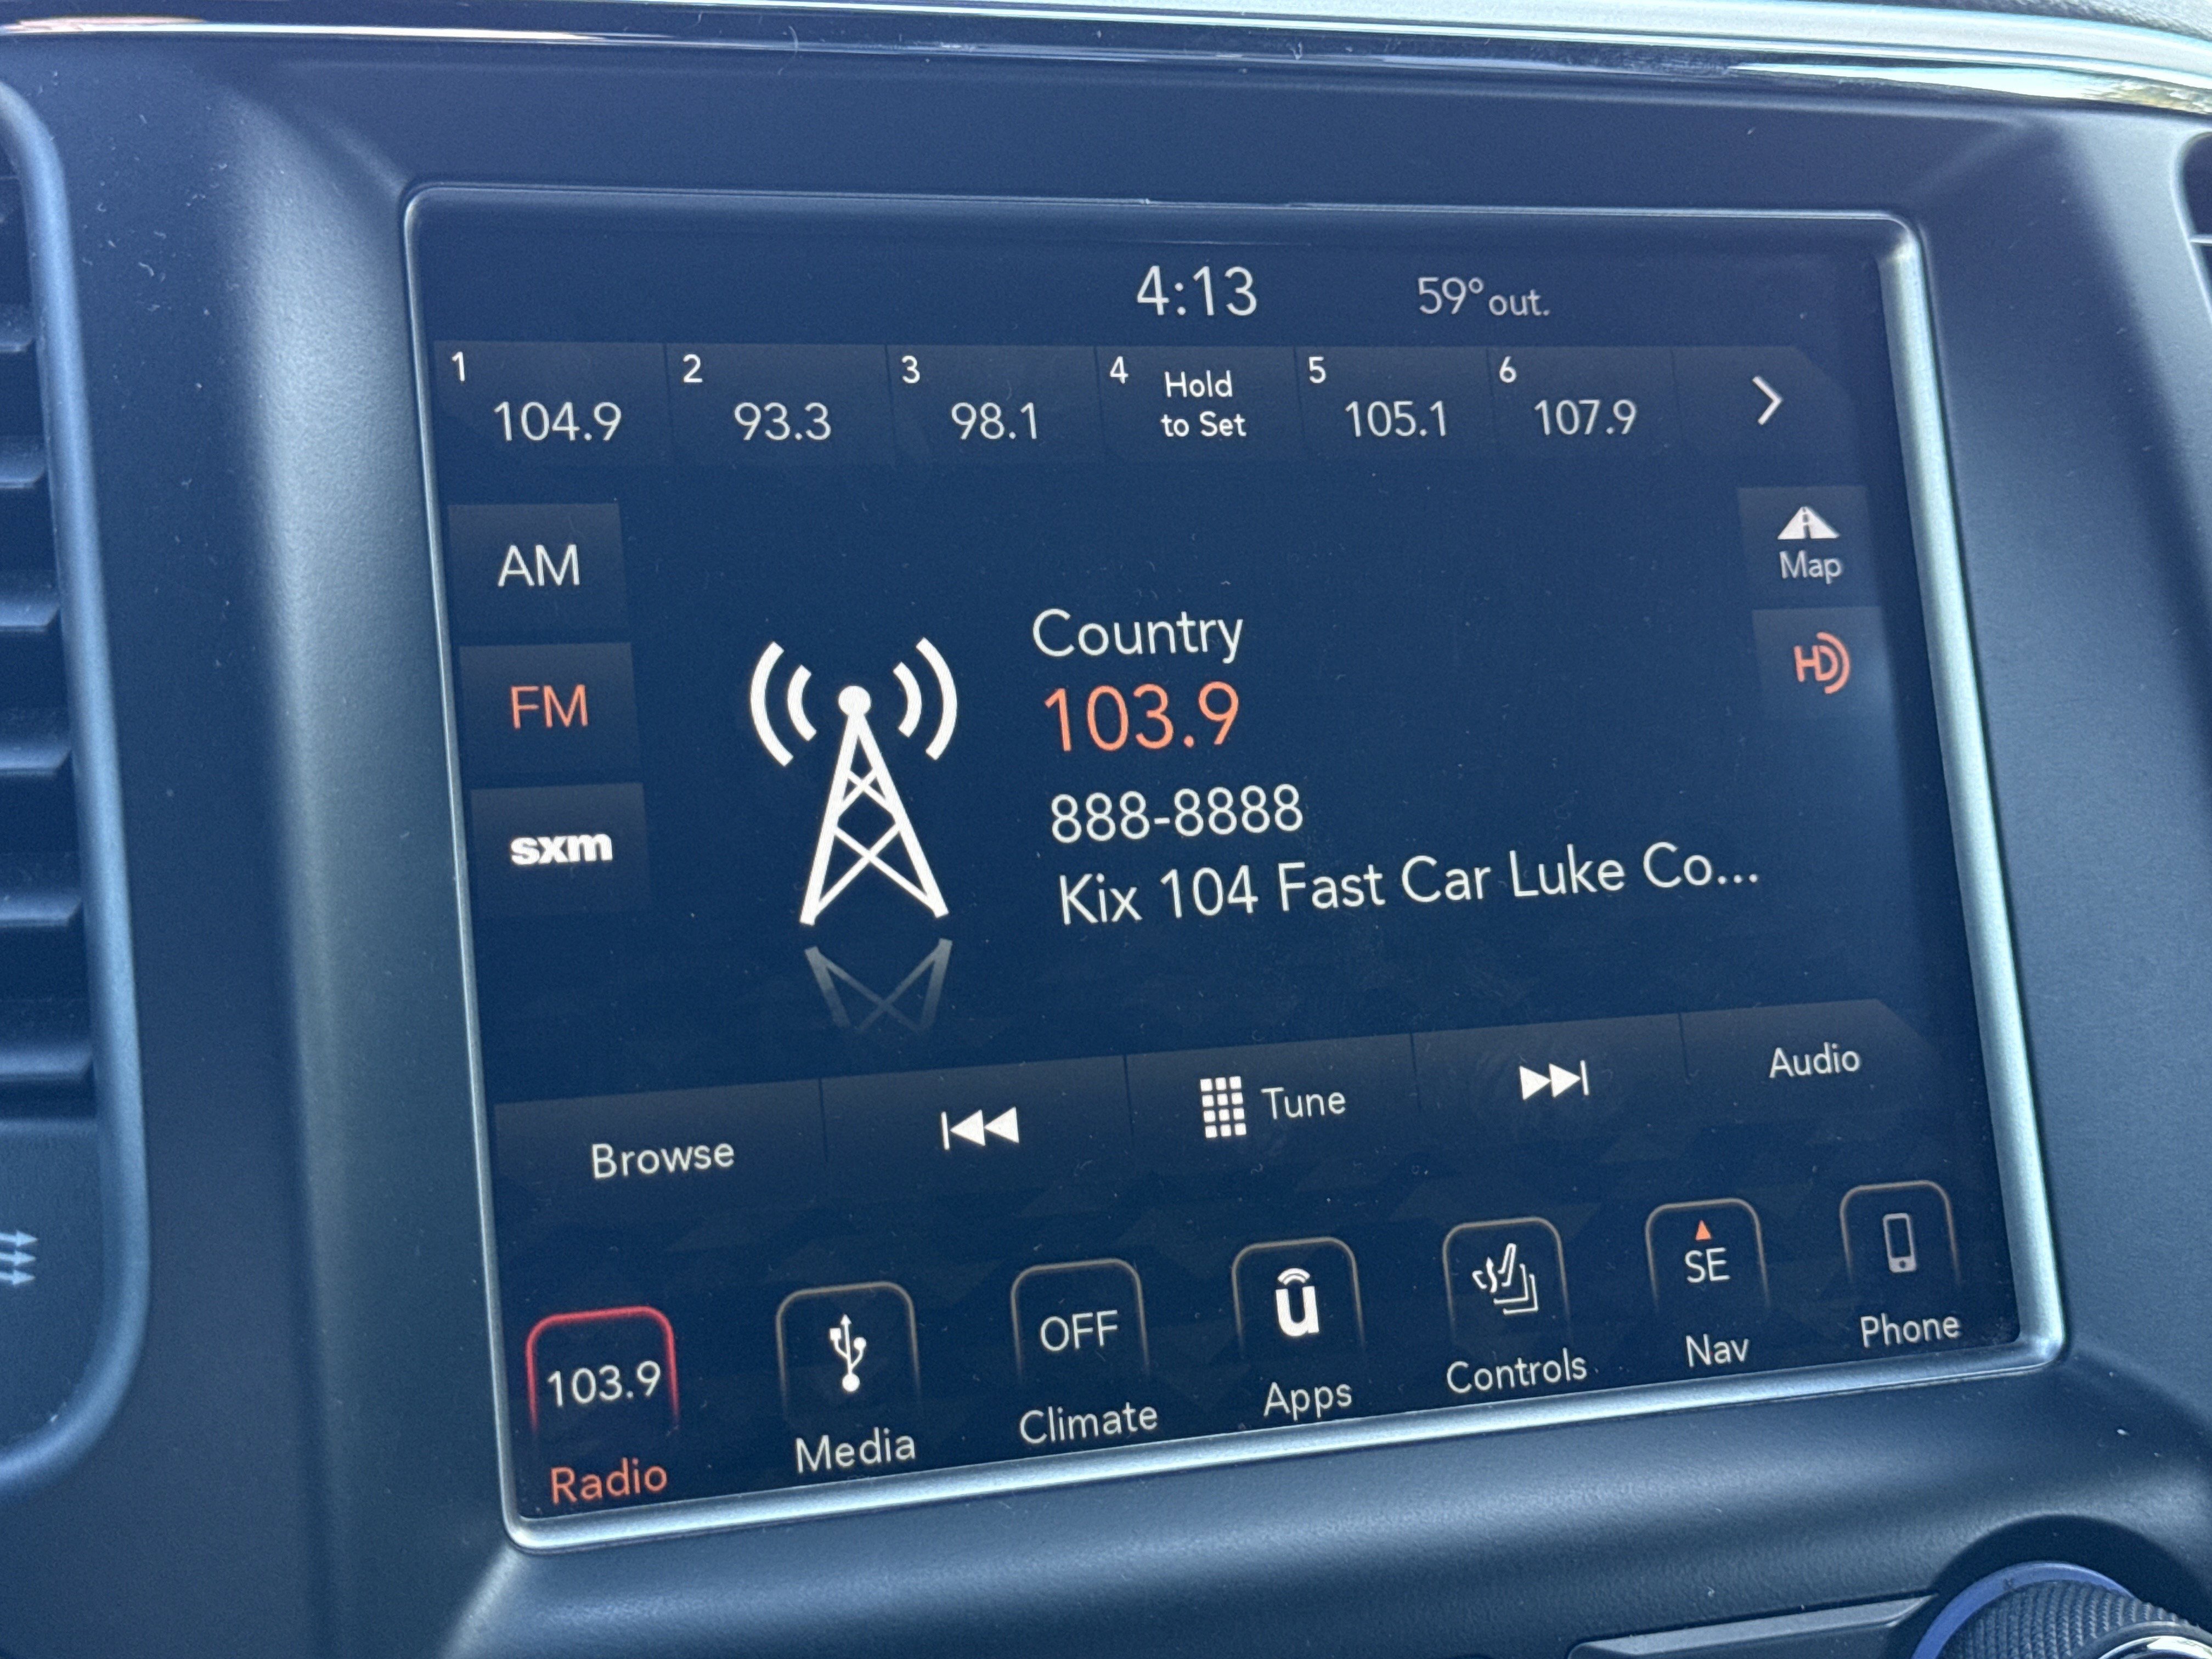 4:13 59° out.
1 104.9 2 93.3 3 98.1 4 Hold to Set 5 105.1 6 107.9
AM
Map
Country
HD
FM
103.9
888-8888
sxm
Kix 104 Fast Car Luke Co...
Browse Tune Audio
103.9 OFF u SE
Radio Media Climate Apps Controls Nav Phone